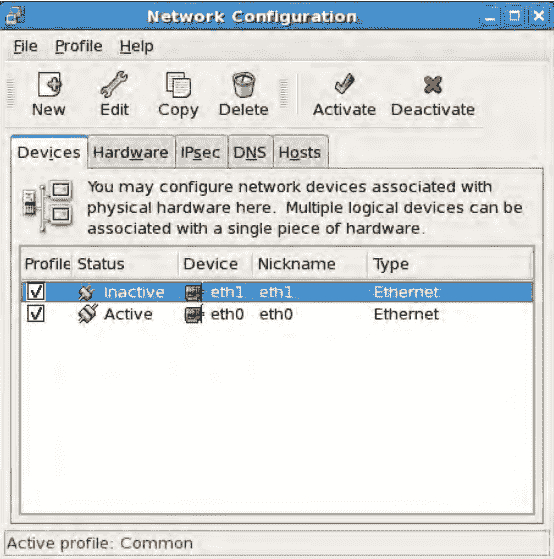 Network Configuration
File Profile Help
New Edit Copy Delete Activate Deactivate
Devices Hardware IPsec DNS Hosts
You may configure network devices associated with
physical hardware here. Multiple logical devices can be
associated with a single piece of hardware.
Profile Status Device Nickname Type
Inactive eth1 eth1 Ethernet
Active eth0 eth0 Ethernet
Active profile: Common